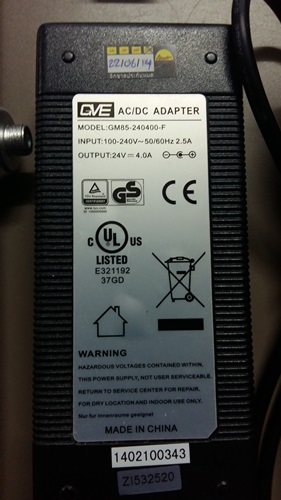 22/06/14
GVE AC/DC ADAPTER
MODEL:GM85-240400-F
INPUT:100-240V~50/60Hz 2.5A
OUTPUT:24V⎓4.0A
GS
CE
C UL US
LISTED
E321192
37GD
WARNING
HAZARDOUS VOLTAGES CONTAINED WITHIN,
THIS POWER SUPPLY, NOT USER SERVICEABLE.
RETURN TO SERVICE CENTER FOR REPAIR.
FOR DRY LOCATION AND INDOOR USE ONLY.
Nur fur innenraume geeignet
MADE IN CHINA
1402100343
ZI532520